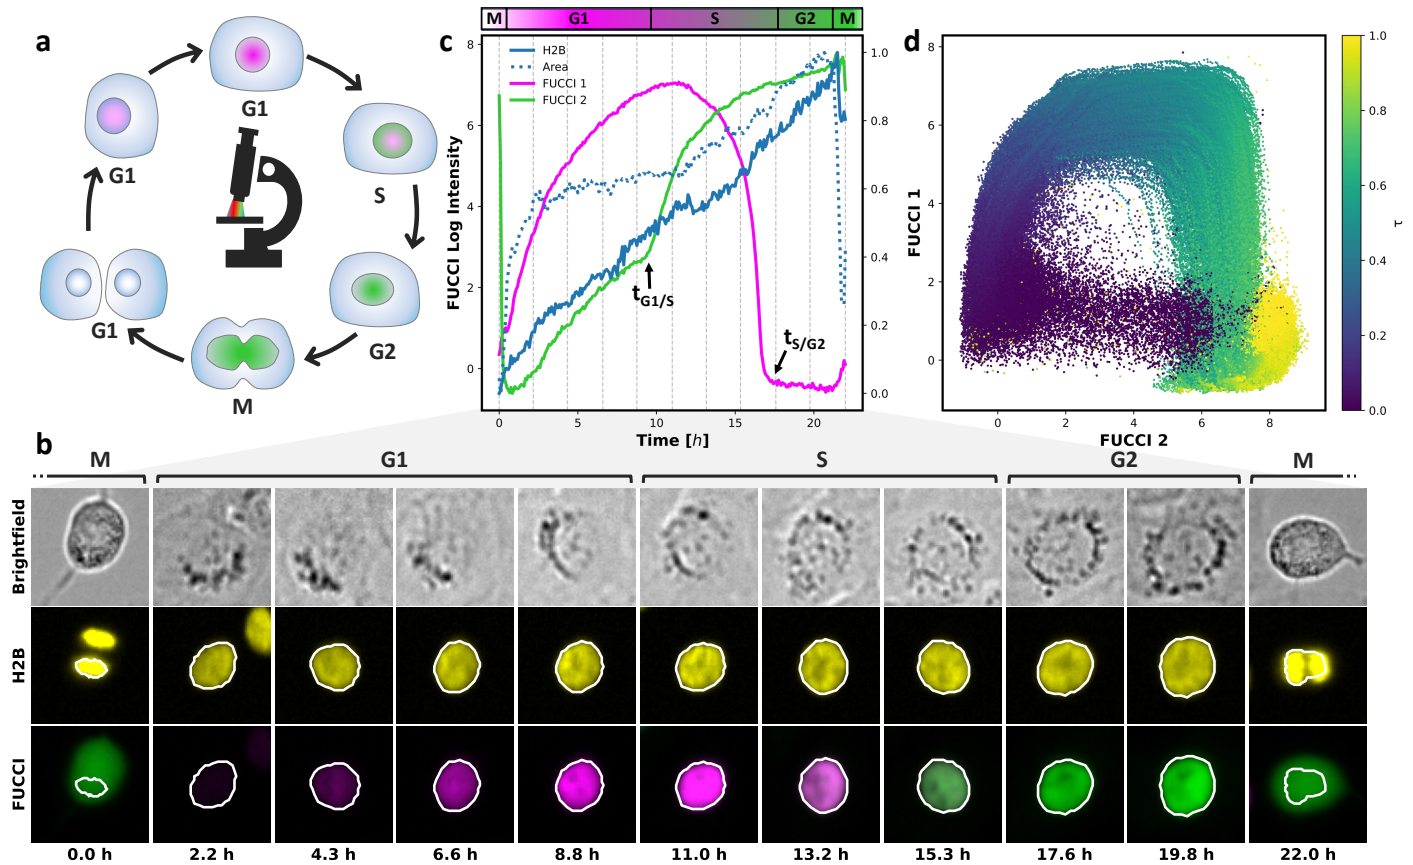 a
G1
G1
S
G2
M
G1
c
M G1 S G2 M
H2B
Area
FUCCI 1
FUCCI 2
FUCCI Log Intensity
8
6
4
2
0
1.0
0.8
0.6
0.4
0.2
0.0
tG1/S
tS/G2
0 5 10 15 20
Time [h]
d
FUCCI 1
6
4
2
0
0 2 4 6 8
FUCCI 2
1.0
0.8
0.6
0.4
0.2
0.0
τ
b
M G1 S G2 M
Brightfield
H2B
FUCCI
0.0 h 2.2 h 4.3 h 6.6 h 8.8 h 11.0 h 13.2 h 15.3 h 17.6 h 19.8 h 22.0 h